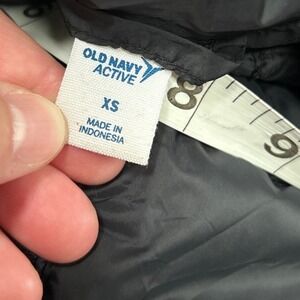 OLD NAVY
ACTIVE
XS
MADE IN
INDONESIA
8
9